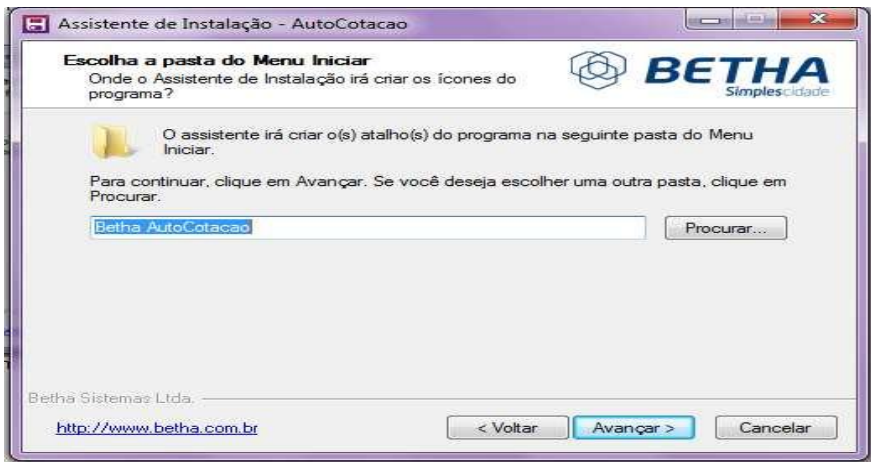 Assistente de Instalação - AutoCotacao
Escolha a pasta do Menu Iniciar
Onde o Assistente de Instalação irá criar os ícones do
programa?
BETHA
Simplescidade
O assistente irá criar o(s) atalho(s) do programa na seguinte pasta do Menu
Iniciar.
Para continuar, clique em Avançar. Se você deseja escolher uma outra pasta, clique em
Procurar.
Betha AutoCotacao
Procurar...
Betha Sistemas Ltda.
http://www.betha.com.br
< Voltar
Avançar >
Cancelar